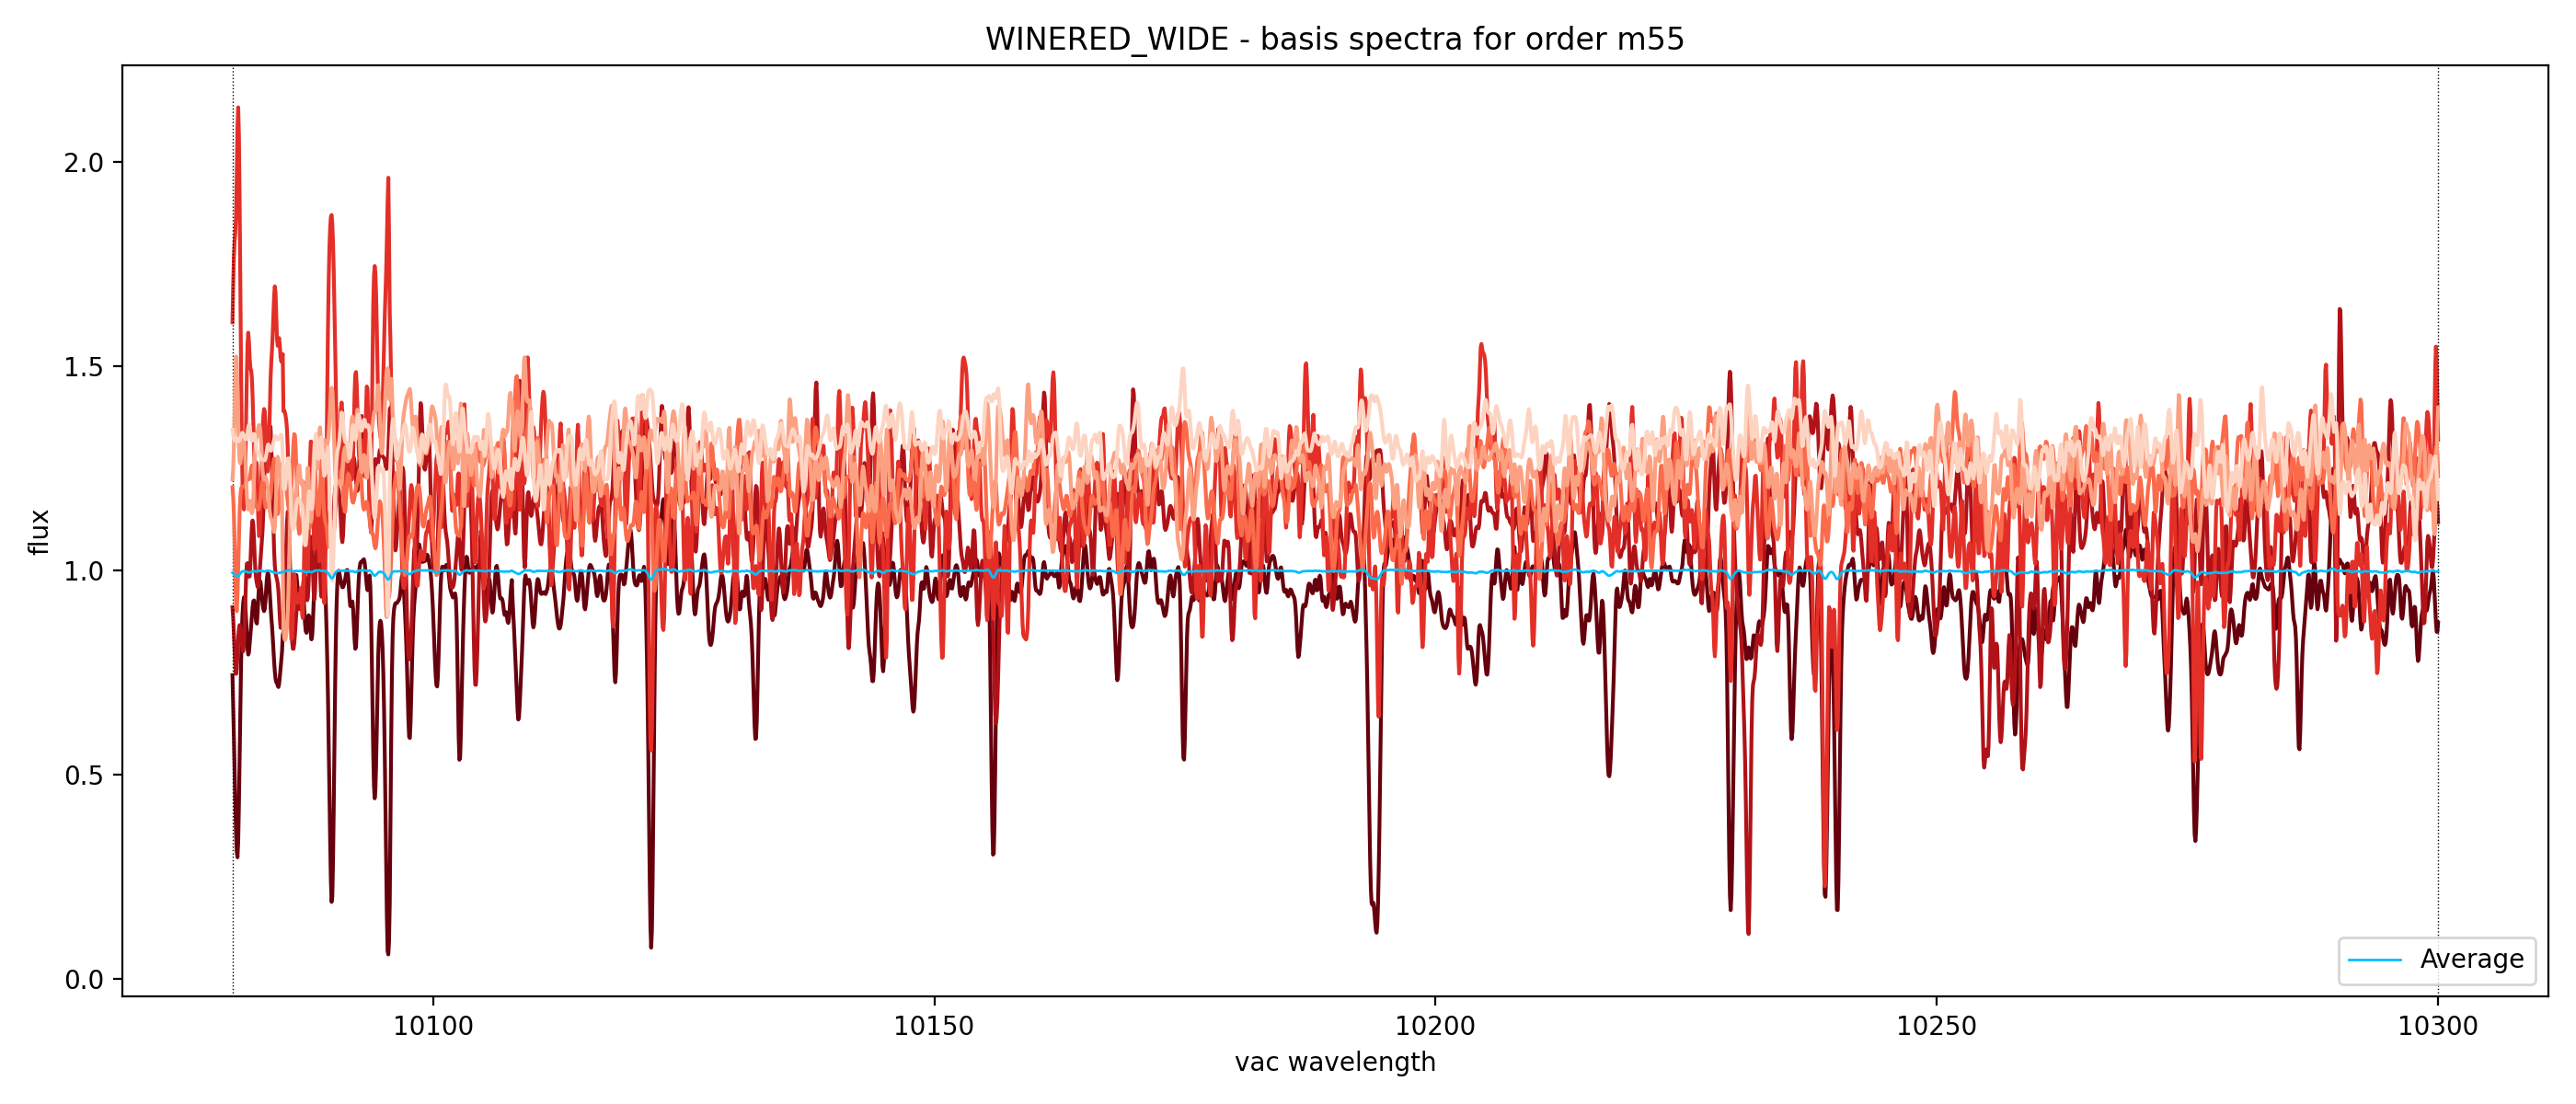 WINERED_WIDE - basis spectra for order m55
flux
2.0
1.5
1.0
0.5
0.0
Average
10100
10150
10200
10250
10300
vac wavelength